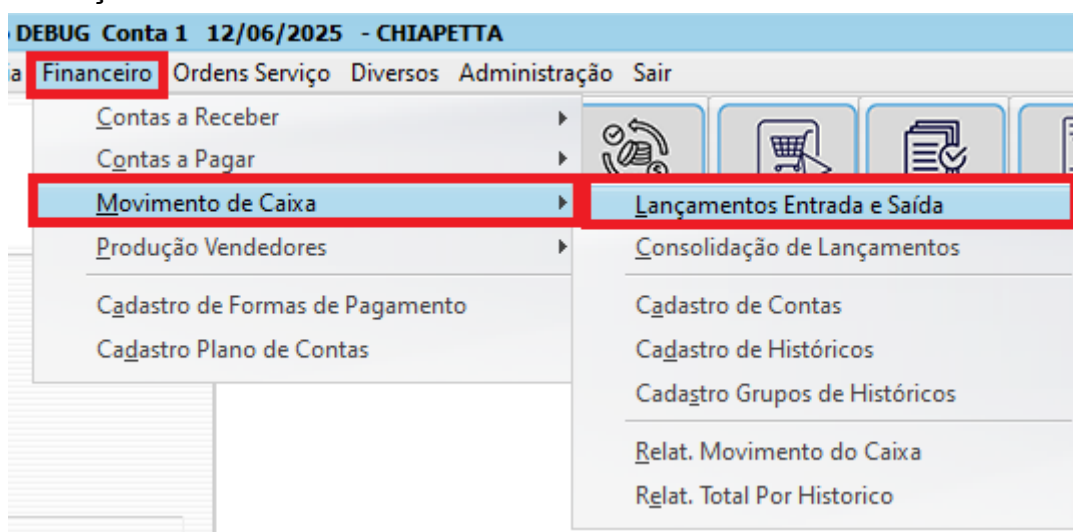 DEBUG Conta 1 12/06/2025 - CHIAPETTA
ia Financeiro Ordens Serviço Diversos Administração Sair
Contas a Receber
Contas a Pagar
Movimento de Caixa
Produção Vendedores
Cadastro de Formas de Pagamento
Cadastro Plano de Contas
Lançamentos Entrada e Saída
Consolidação de Lançamentos
Cadastro de Contas
Cadastro de Históricos
Cadastro Grupos de Históricos
Relat. Movimento do Caixa
Relat. Total Por Historico